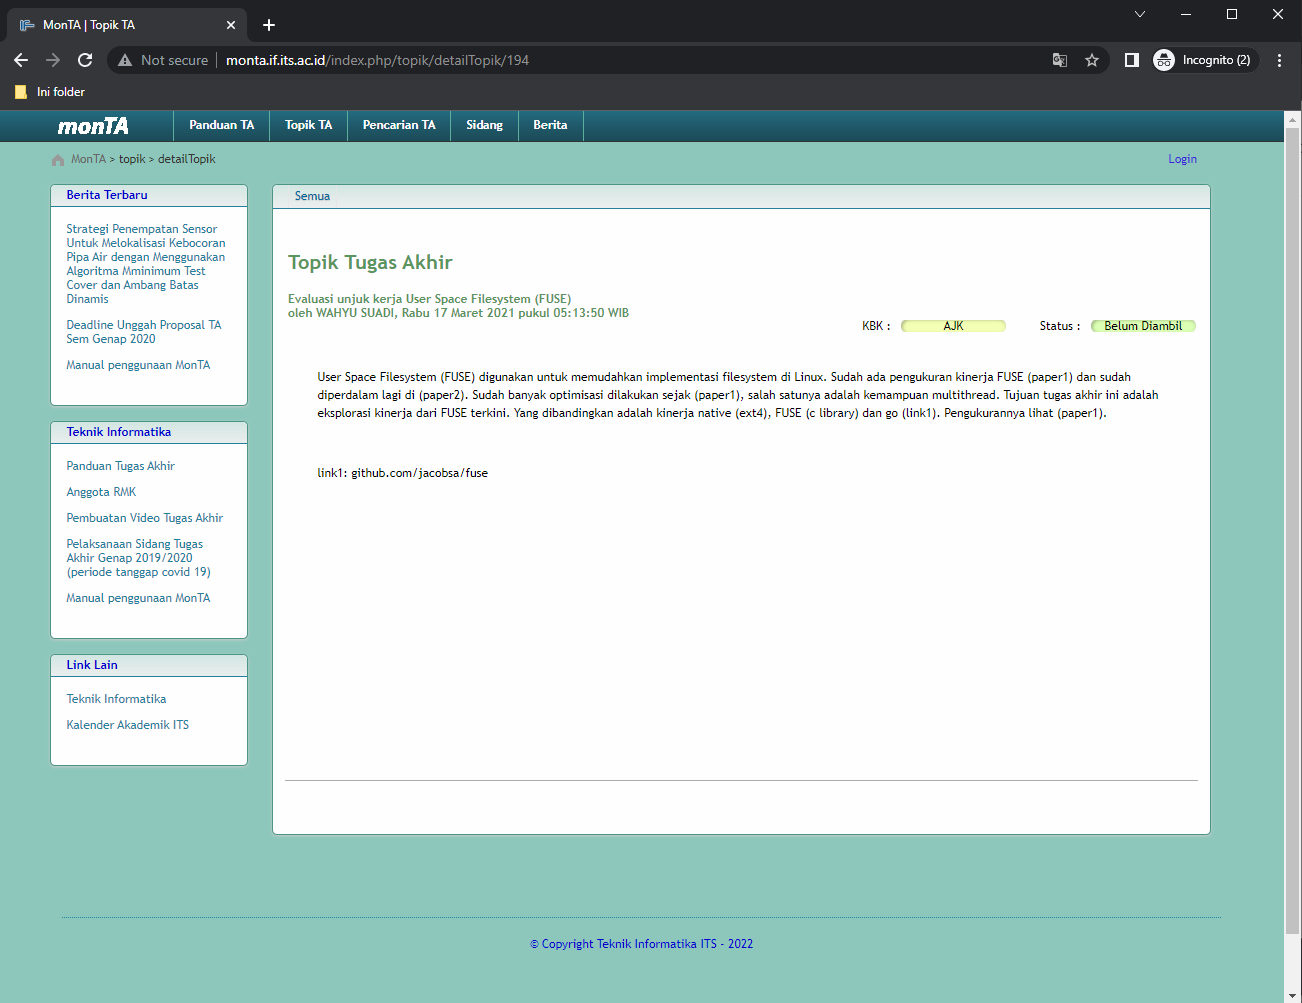 MonTA | Topik TA
Not secure
monta.if.its.ac.id/index.php/topik/detailTopik/194
Incognito (2)
Ini folder
monTA
Panduan TA
Topik TA
Pencarian TA
Sidang
Berita
MonTA > topik > detailTopik
Login
Berita Terbaru
Strategi Penempatan Sensor
Untuk Melokalisasi Kebocoran
Pipa Air dengan Menggunakan
Algoritma Mminimum Test
Cover dan Ambang Batas
Dinamis
Deadline Unggah Proposal TA
Sem Genap 2020
Manual penggunaan MonTA
Teknik Informatika
Panduan Tugas Akhir
Anggota RMK
Pembuatan Video Tugas Akhir
Pelaksanaan Sidang Tugas
Akhir Genap 2019/2020
(periode tanggap covid 19)
Manual penggunaan MonTA
Link Lain
Teknik Informatika
Kalender Akademik ITS
Semua
Topik Tugas Akhir
Evaluasi unjuk kerja User Space Filesystem (FUSE)
oleh WAHYU SUADI, Rabu 17 Maret 2021 pukul 05:13:50 WIB
KBK : AJK Status : Belum Diambil
User Space Filesystem (FUSE) digunakan untuk memudahkan implementasi filesystem di Linux. Sudah ada pengukuran kinerja FUSE (paper1) dan sudah
diperdalam lagi di (paper2). Sudah banyak optimisasi dilakukan sejak (paper1), salah satunya adalah kemampuan multithread. Tujuan tugas akhir ini adalah
eksplorasi kinerja dari FUSE terkini. Yang dibandingkan adalah kinerja native (ext4), FUSE (c library) dan go (link1). Pengukurannya lihat (paper1).
link1: github.com/jacobsa/fuse
© Copyright Teknik Informatika ITS - 2022